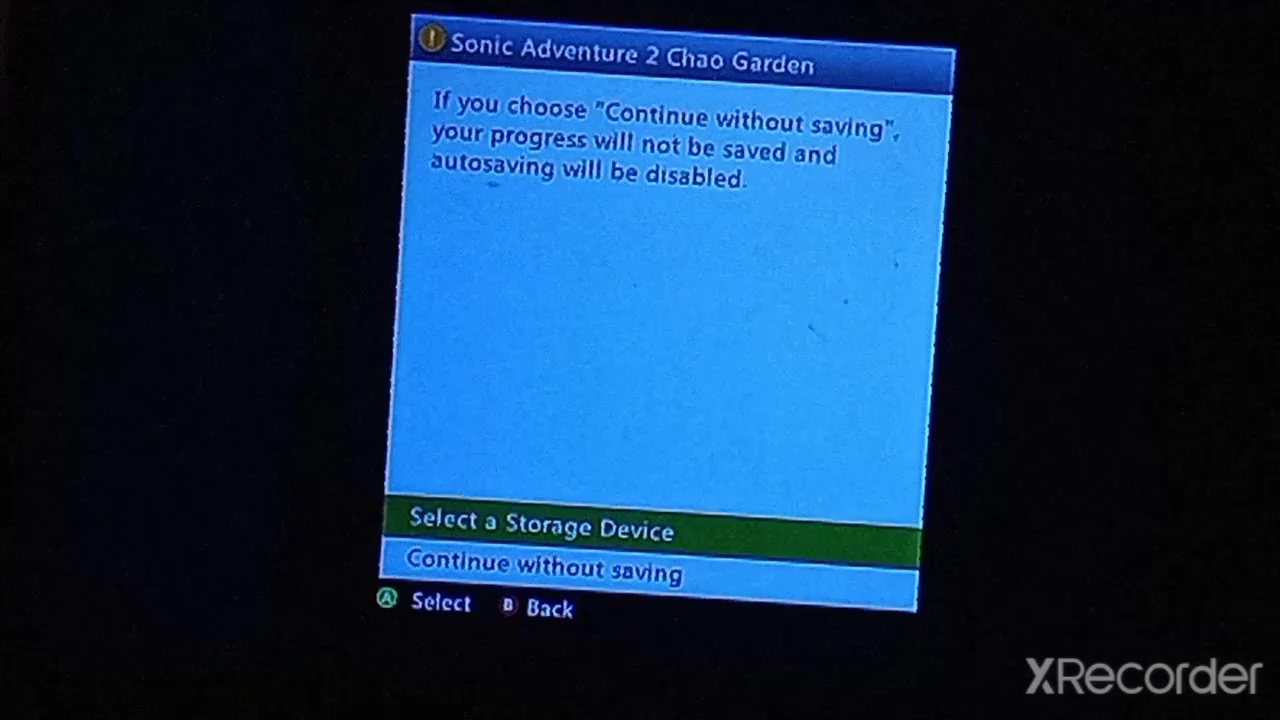 Sonic Adventure 2 Chao Garden
If you choose "Continue without saving",
your progress will not be saved and
autosaving will be disabled.
Select a Storage Device
Continue without saving
A Select B Back
XRecorder